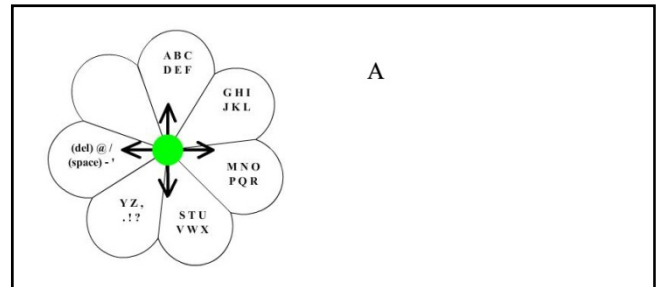 A B C
D E F
G H I
J K L
M N O
P Q R
S T U
V W X
Y Z ,
. ! ?
(del) @ /
(space) - '
A